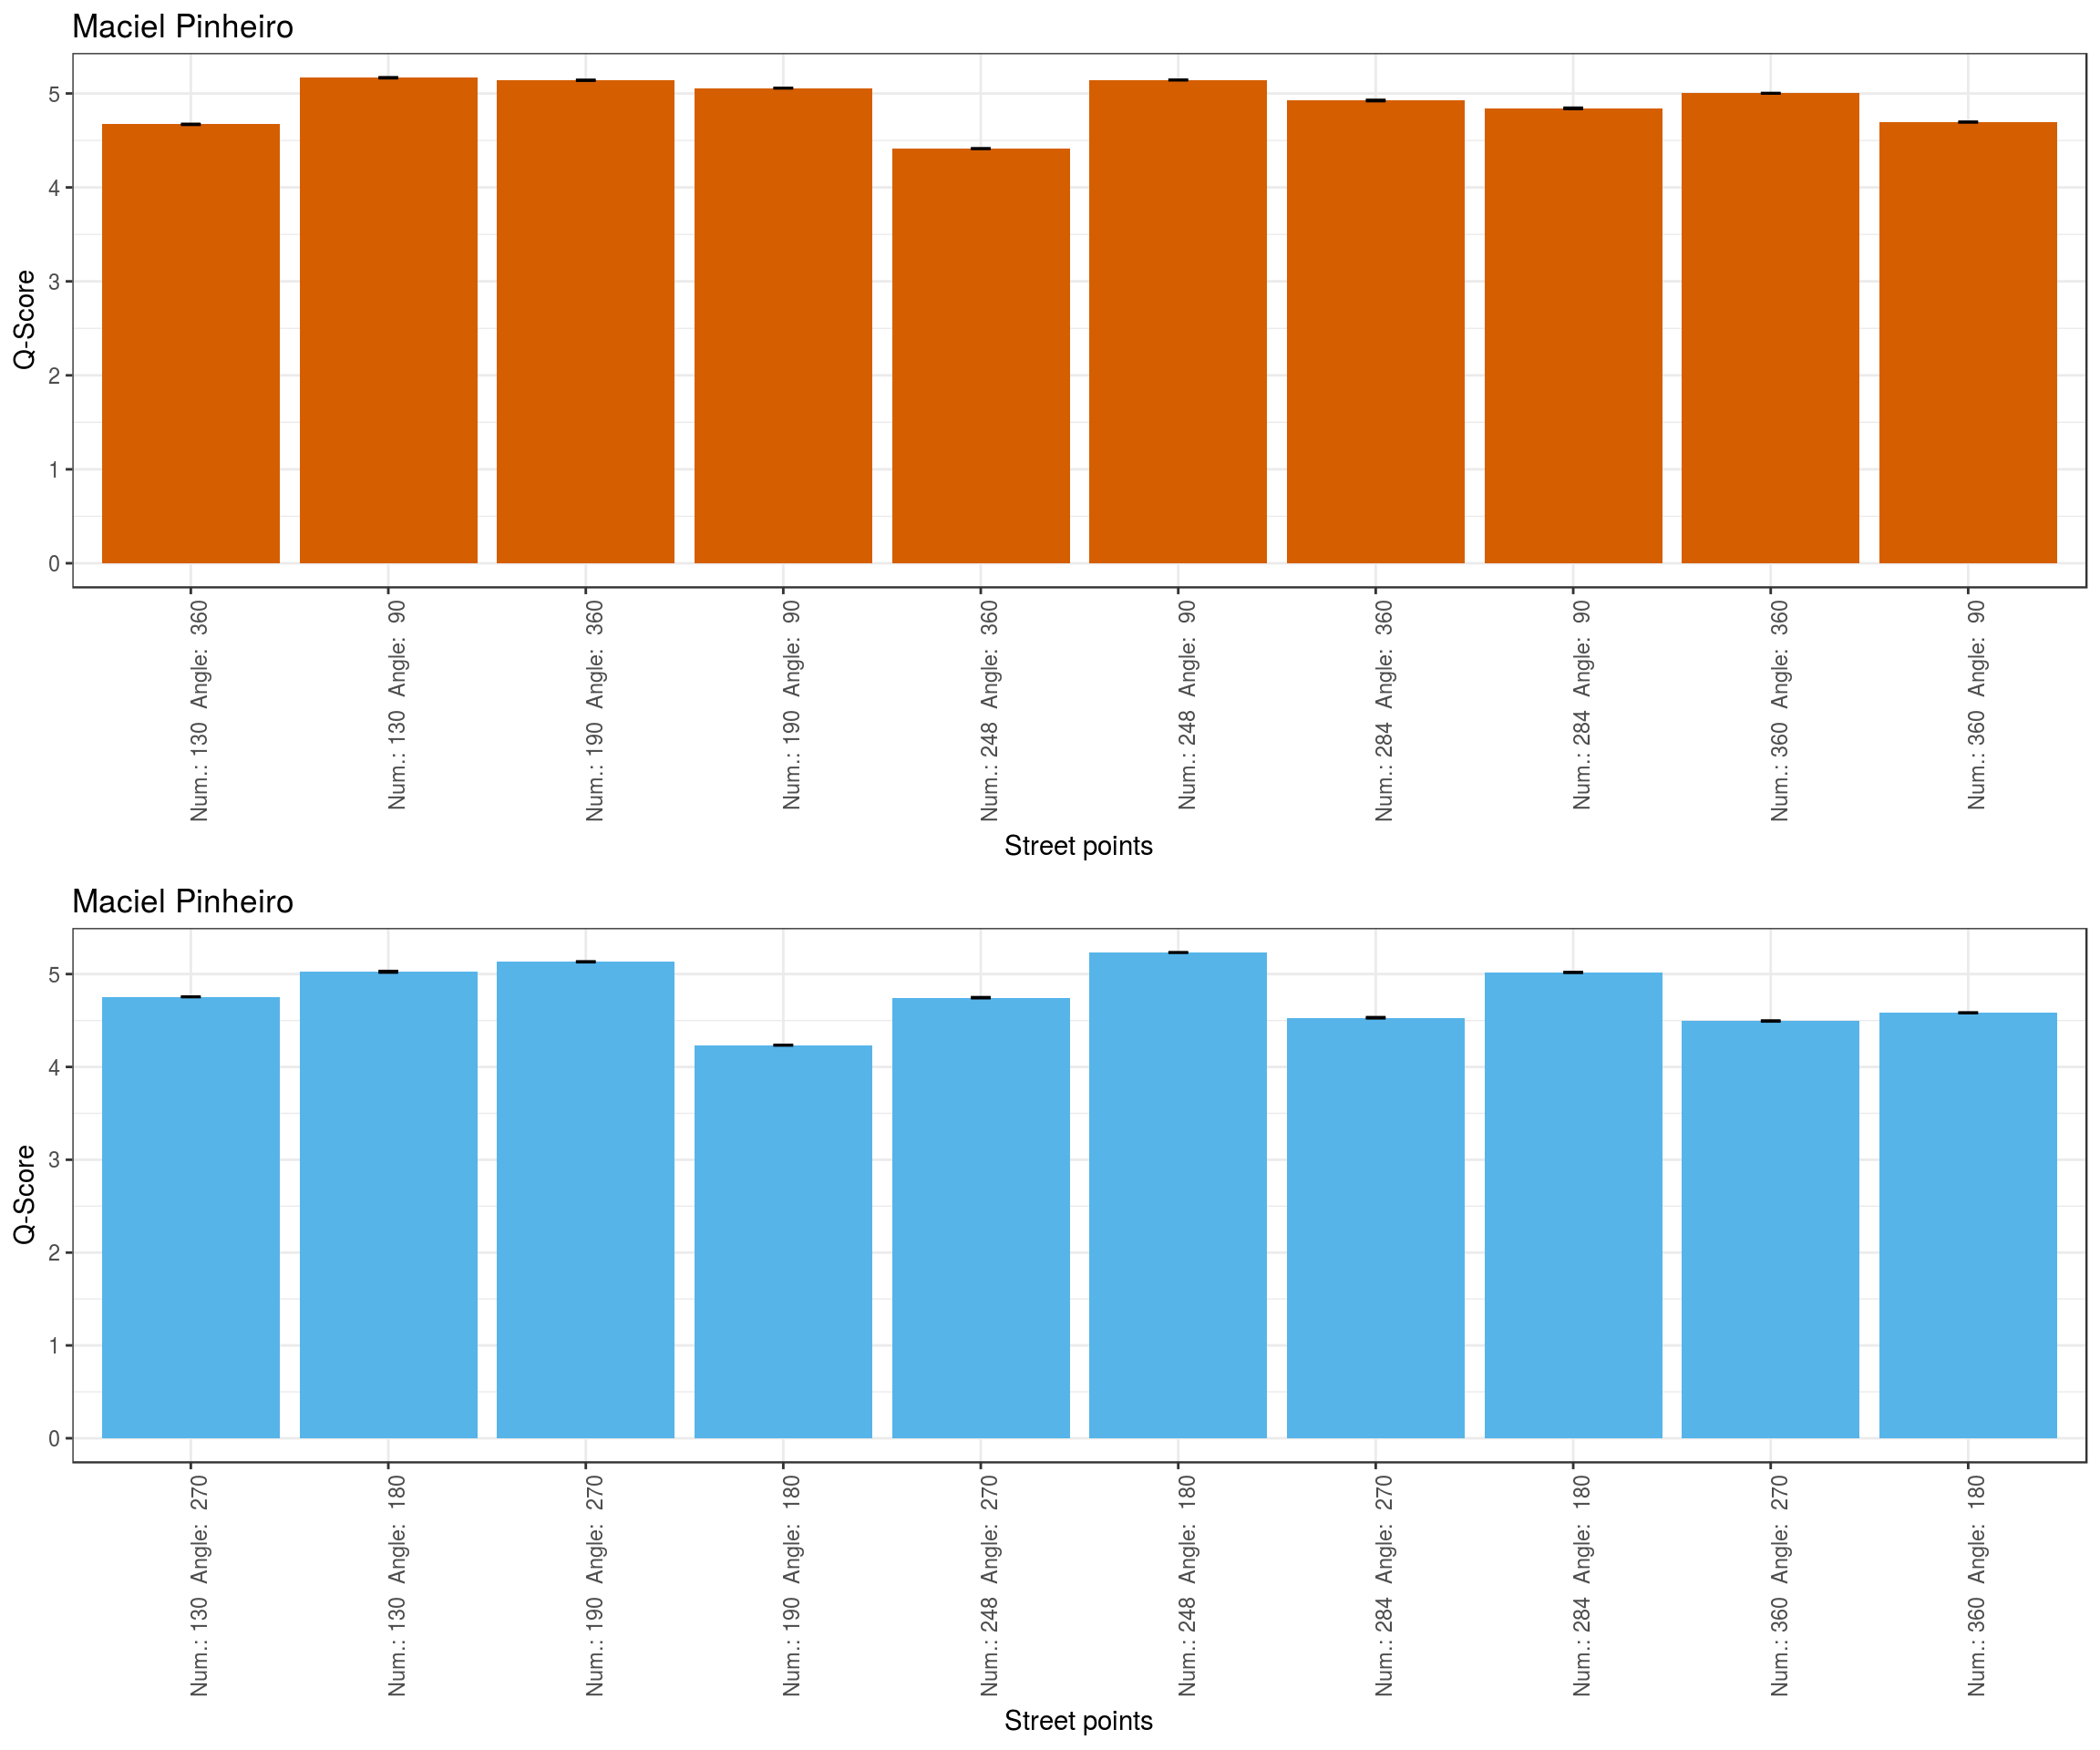 Maciel Pinheiro
Q-Score
5
4
3
2
1
0
Num.: 130 Angle: 360
Num.: 130 Angle: 90
Num.: 190 Angle: 360
Num.: 190 Angle: 90
Num.: 248 Angle: 360
Num.: 248 Angle: 90
Num.: 284 Angle: 360
Num.: 284 Angle: 90
Num.: 360 Angle: 360
Num.: 360 Angle: 90
Street points
Maciel Pinheiro
Q-Score
5
4
3
2
1
0
Num.: 130 Angle: 270
Num.: 130 Angle: 180
Num.: 190 Angle: 270
Num.: 190 Angle: 180
Num.: 248 Angle: 270
Num.: 248 Angle: 180
Num.: 284 Angle: 270
Num.: 284 Angle: 180
Num.: 360 Angle: 270
Num.: 360 Angle: 180
Street points